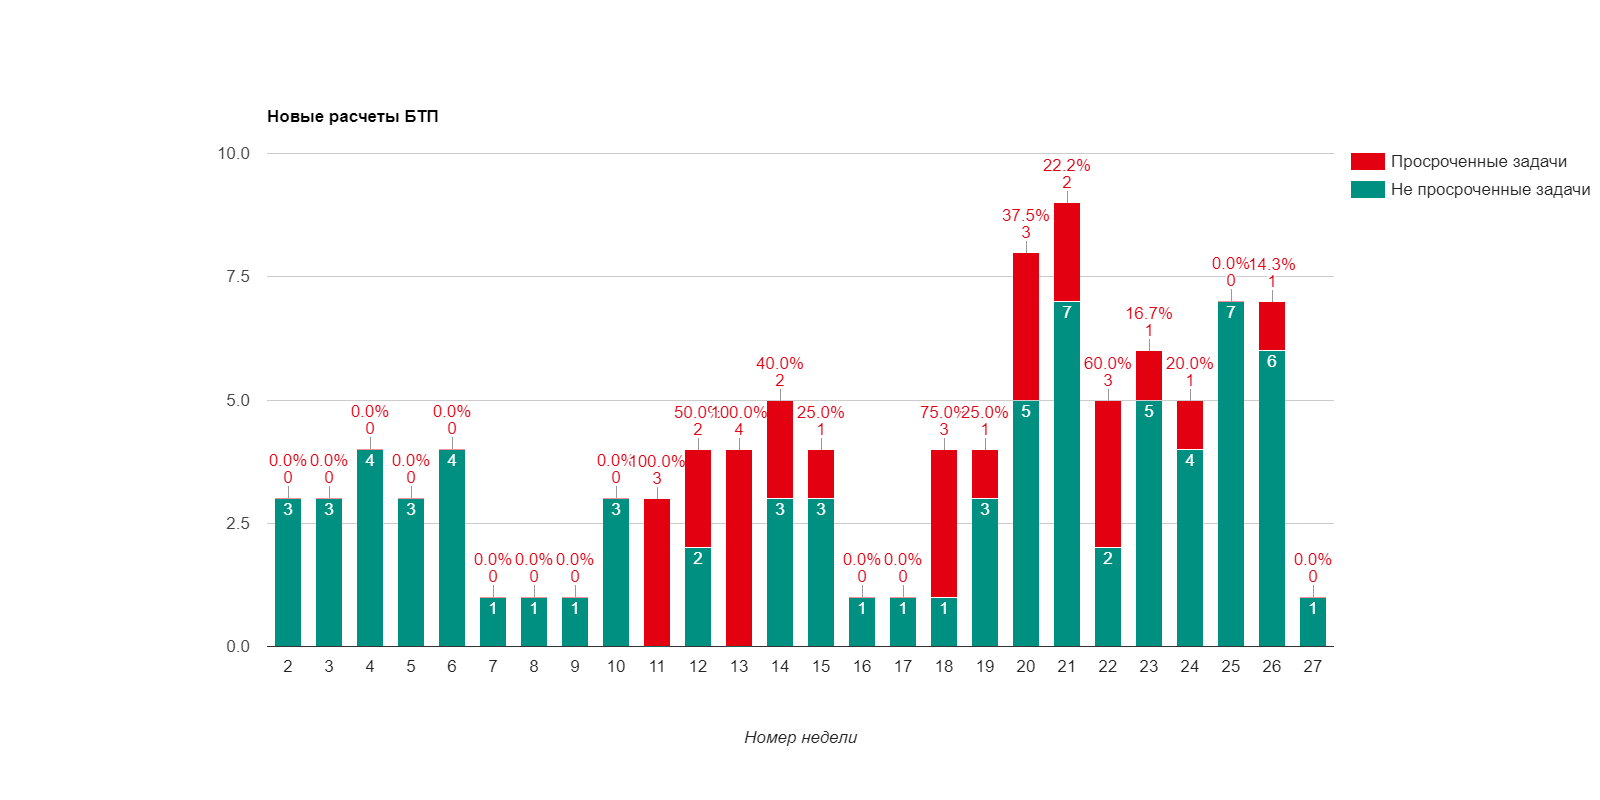 Новые расчеты БТП
10.0
7.5
5.0
2.5
0.0
Просроченные задачи
Не просроченные задачи
22.2%
2
37.5%
3
0.0% 14.3%
0 1
16.7%
1
40.0% 60.0% 20.0%
2 3 1
0.0% 0.0% 50.0% 100.0% 25.0% 75.0% 25.0%
0 0 2 4 1 3 1
0.0% 0.0% 0.0% 0.0% 100.0%
0 0 0 0 3
0.0% 0.0% 0.0% 0.0% 0.0% 0.0%
0 0 0 0 0 0
3 3 4 3 4 1 1 1 3 2 3 3 1 1 1 3 5 7 2 5 4 7 6 1
2 3 4 5 6 7 8 9 10 11 12 13 14 15 16 17 18 19 20 21 22 23 24 25 26 27
Номер недели